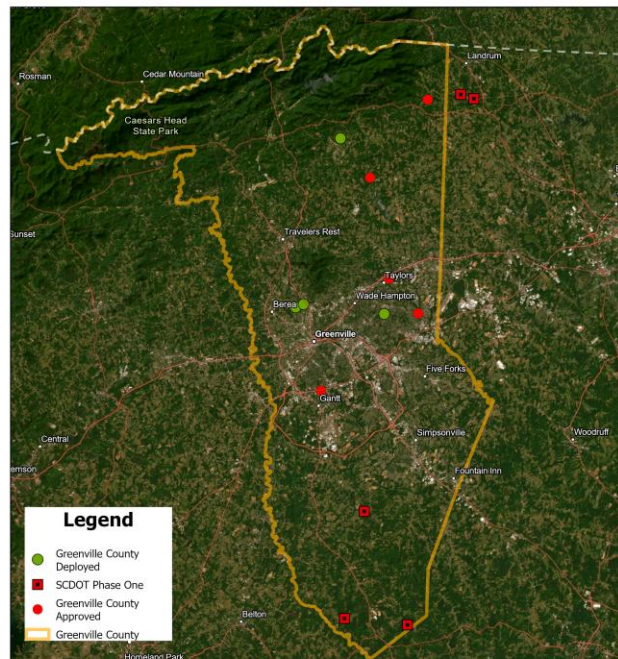 Landrum
Rosman
Cedar Mountain
Caesars Head
State Park
Sunset
Travelers Rest
Taylors
Wade Hampton
Berea
Greenville
Five Forks
Gantt
Simpsonville
Woodruff
Central
Fountain Inn
emson
Legend
Greenville County
Deployed
SCDOT Phase One
Greenville County
Approved
Greenville County
Belton
Homeland Park